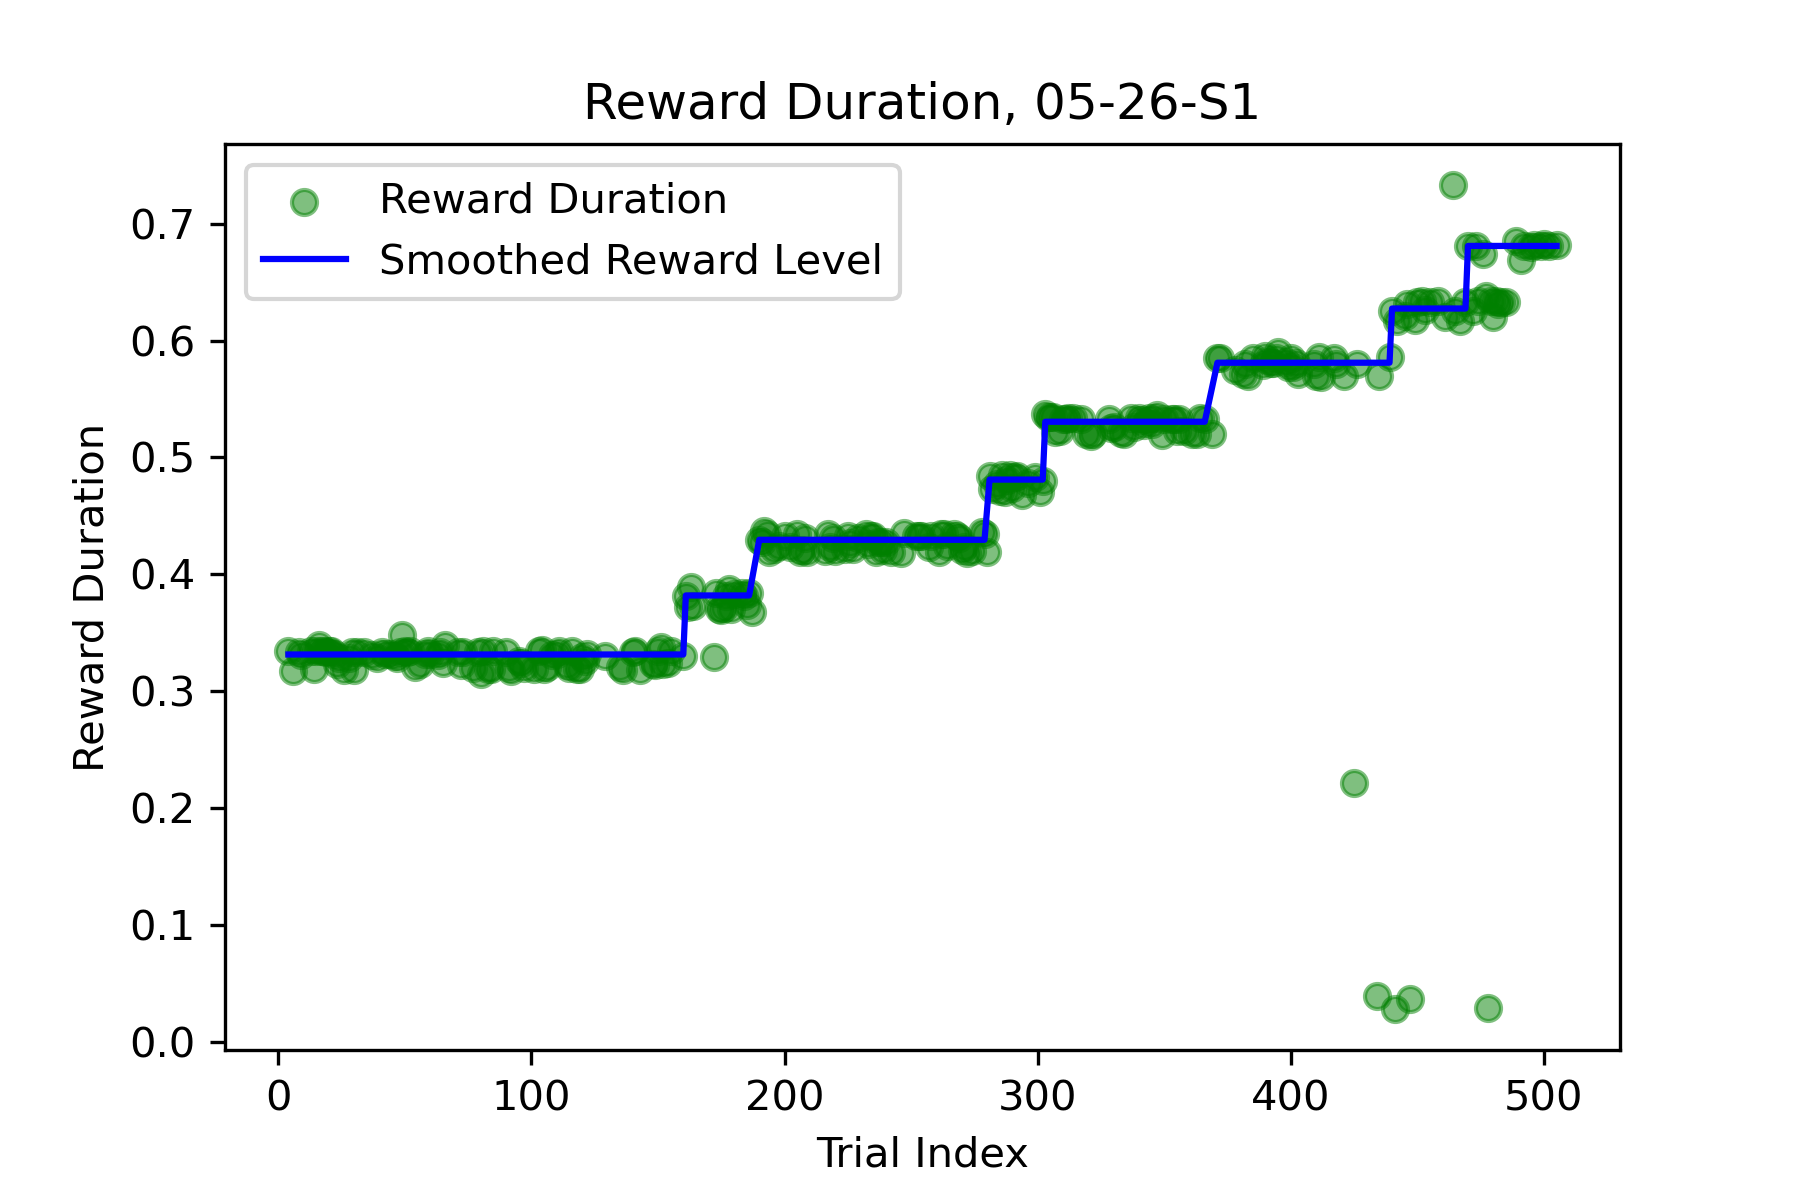 Reward Duration, 05-26-S1
Reward Duration
Smoothed Reward Level
0.7
0.6
0.5
0.4
0.3
0.2
0.1
0.0
Reward Duration
0 100 200 300 400 500
Trial Index